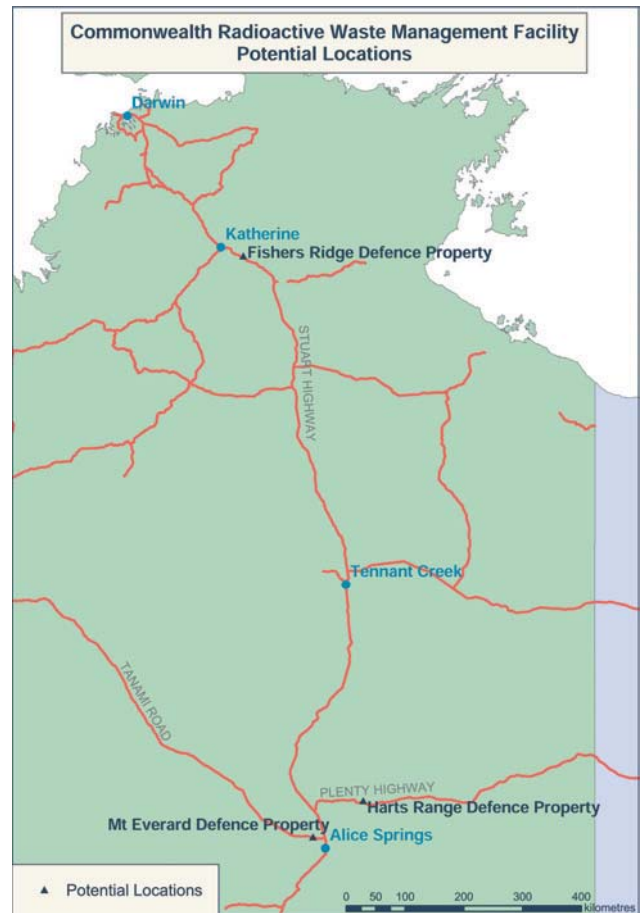 Commonwealth Radioactive Waste Management Facility
Potential Locations
Darwin
Katherine
Fishers Ridge Defence Property
STUART HIGHWAY
Tennant Creek
TANAMI ROAD
PLENTY HIGHWAY
Harts Range Defence Property
Mt Everard Defence Property
Alice Springs
Potential Locations
0 50 100 200 300 400
kilometres